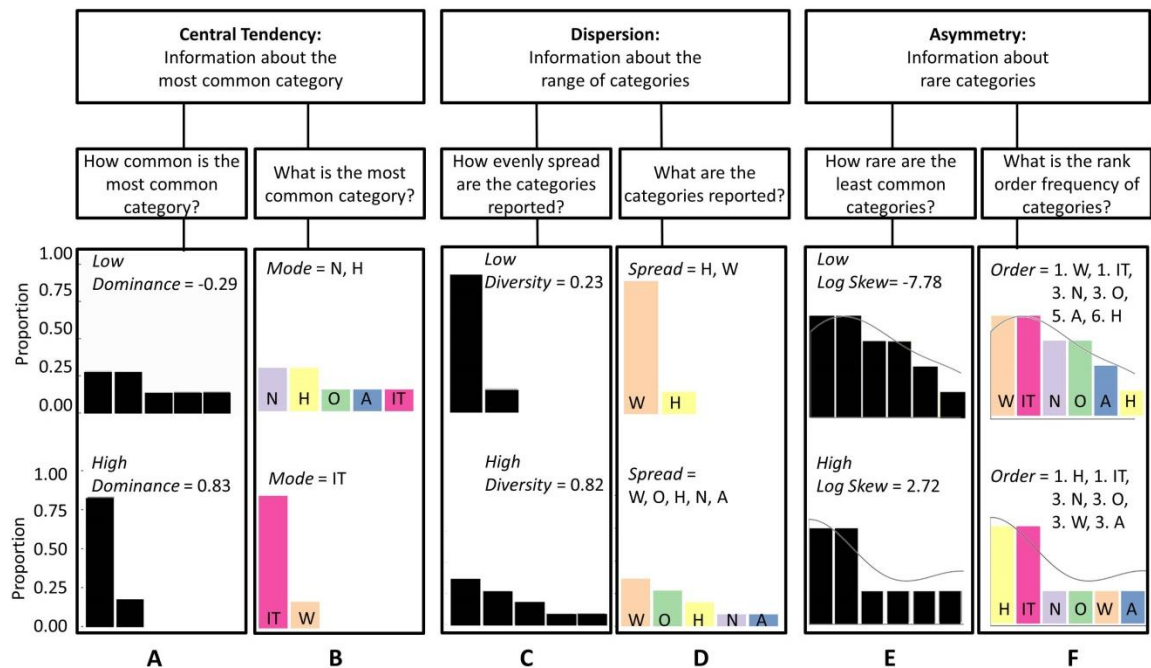 Central Tendency:
Information about the
most common category
Dispersion:
Information about the
range of categories
Asymmetry:
Information about
rare categories
How common is the
most common
category?
What is the most
common category?
How evenly spread
are the categories
reported?
What are the
categories reported?
How rare are the
least common
categories?
What is the rank
order frequency of
categories?
Proportion
1.00
0.75
0.50
0.25
0.00
Low
Dominance = -0.29
Mode = N, H
N H O A IT
Low
Diversity = 0.23
Spread = H, W
W H
Low
Log Skew= -7.78
Order = 1. W, 1. IT,
3. N, 3. O,
5. A, 6. H
W IT N O A H
Proportion
1.00
0.75
0.50
0.25
0.00
High
Dominance = 0.83
Mode = IT
IT W
High
Diversity = 0.82
Spread =
W, O, H, N, A
W O H N A
High
Log Skew = 2.72
Order = 1. H, 1. IT,
3. N, 3. O,
3. W, 3. A
H IT N O W A
A B C D E F